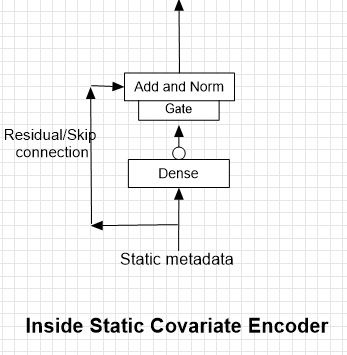 Add and Norm
Gate
Residual/Skip
connection
Dense
Static metadata
Inside Static Covariate Encoder